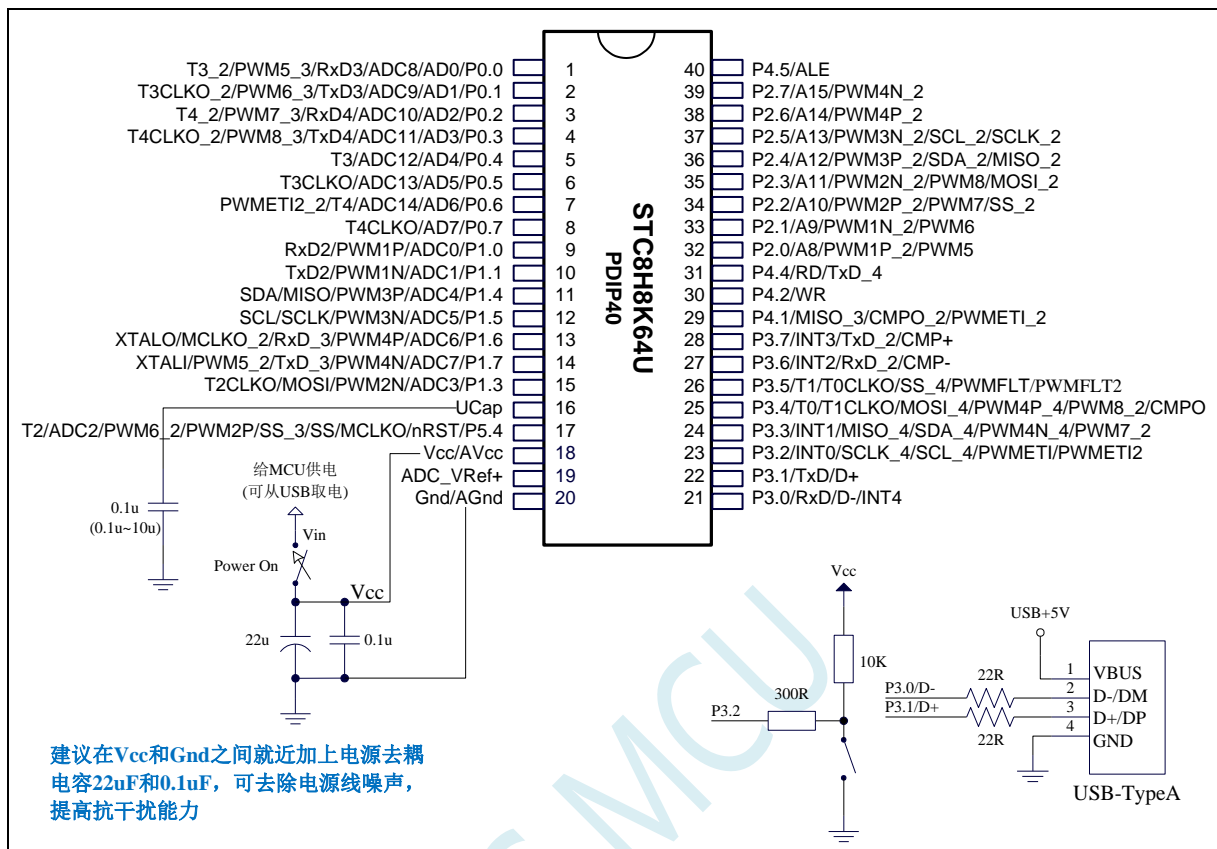 T3_2/PWM5_3/RxD3/ADC8/AD0/P0.0 1
T3CLKO_2/PWM6_3/TxD3/ADC9/AD1/P0.1 2
T4_2/PWM7_3/RxD4/ADC10/AD2/P0.2 3
T4CLKO_2/PWM8_3/TxD4/ADC11/AD3/P0.3 4
T3/ADC12/AD4/P0.4 5
T3CLKO/ADC13/AD5/P0.5 6
PWMETI2_2/T4/ADC14/AD6/P0.6 7
T4CLKO/AD7/P0.7 8
RxD2/PWM1P/ADC0/P1.0 9
TxD2/PWM1N/ADC1/P1.1 10
SDA/MISO/PWM3P/ADC4/P1.4 11
SCL/SCLK/PWM3N/ADC5/P1.5 12
XTALO/MCLKO_2/RxD_3/PWM4P/ADC6/P1.6 13
XTALI/PWM5_2/TxD_3/PWM4N/ADC7/P1.7 14
T2CLKO/MOSI/PWM2N/ADC3/P1.3 15
UCap 16
T2/ADC2/PWM6_2/PWM2P/SS_3/SS/MCLKO/nRST/P5.4 17
Vcc/AVcc 18
ADC_VRef+ 19
Gnd/AGnd 20
STC8H8K64U
PDIP40
40 P4.5/ALE
39 P2.7/A15/PWM4N_2
38 P2.6/A14/PWM4P_2
37 P2.5/A13/PWM3N_2/SCL_2/SCLK_2
36 P2.4/A12/PWM3P_2/SDA_2/MISO_2
35 P2.3/A11/PWM2N_2/PWM8/MOSI_2
34 P2.2/A10/PWM2P_2/PWM7/SS_2
33 P2.1/A9/PWM1N_2/PWM6
32 P2.0/A8/PWM1P_2/PWM5
31 P4.4/RD/TxD_4
30 P4.2/WR
29 P4.1/MISO_3/CMPO_2/PWMETI_2
28 P3.7/INT3/TxD_2/CMP+
27 P3.6/INT2/RxD_2/CMP-
26 P3.5/T1/T0CLKO/SS_4/PWMFLT/PWMFLT2
25 P3.4/T0/T1CLKO/MOSI_4/PWM4P_4/PWM8_2/CMPO
24 P3.3/INT1/MISO_4/SDA_4/PWM4N_4/PWM7_2
23 P3.2/INT0/SCLK_4/SCL_4/PWMETI/PWMETI2
22 P3.1/TxD/D+
21 P3.0/RxD/D-/INT4
给MCU供电
(可从USB取电)
0.1u
(0.1u~10u)
Vin
Power On
Vcc
22u
0.1u
建议在Vcc和Gnd之间就近加上电源去耦
电容22uF和0.1uF，可去除电源线噪声，
提高抗干扰能力
Vcc
10K
300R
P3.2
USB+5V
P3.0/D-
P3.1/D+
22R
22R
1 VBUS
2 D-/DM
3 D+/DP
4 GND
USB-TypeA
MCU